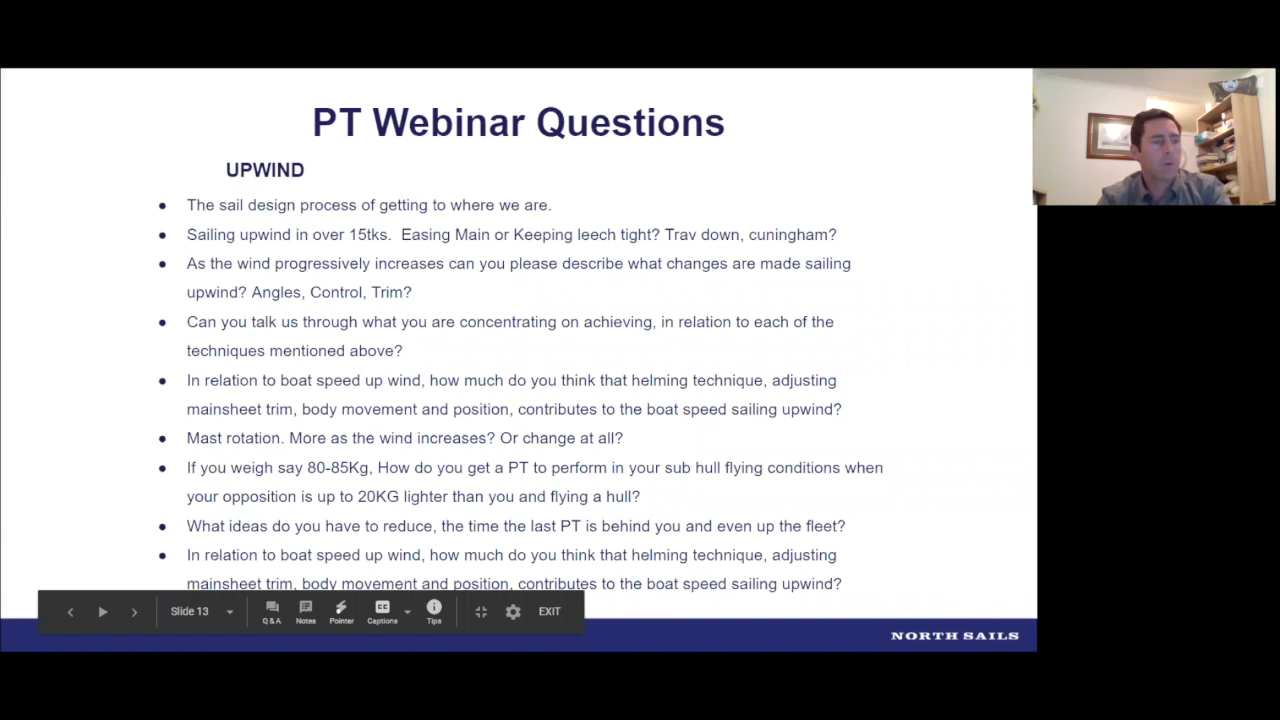 PT Webinar Questions
UPWIND
● The sail design process of getting to where we are.
● Sailing upwind in over 15tks. Easing Main or Keeping leech tight? Trav down, cuningham?
● As the wind progressively increases can you please describe what changes are made sailing
upwind? Angles, Control, Trim?
● Can you talk us through what you are concentrating on achieving, in relation to each of the
techniques mentioned above?
● In relation to boat speed up wind, how much do you think that helming technique, adjusting
mainsheet trim, body movement and position, contributes to the boat speed sailing upwind?
● Mast rotation. More as the wind increases? Or change at all?
● If you weigh say 80-85Kg, How do you get a PT to perform in your sub hull flying conditions when
your opposition is up to 20KG lighter than you and flying a hull?
● What ideas do you have to reduce, the time the last PT is behind you and even up the fleet?
● In relation to boat speed up wind, how much do you think that helming technique, adjusting
mainsheet trim, body movement and position, contributes to the boat speed sailing upwind?
Slide 13 Q & A Notes Pointer CC Captions Tips EXIT
NORTH SAILS